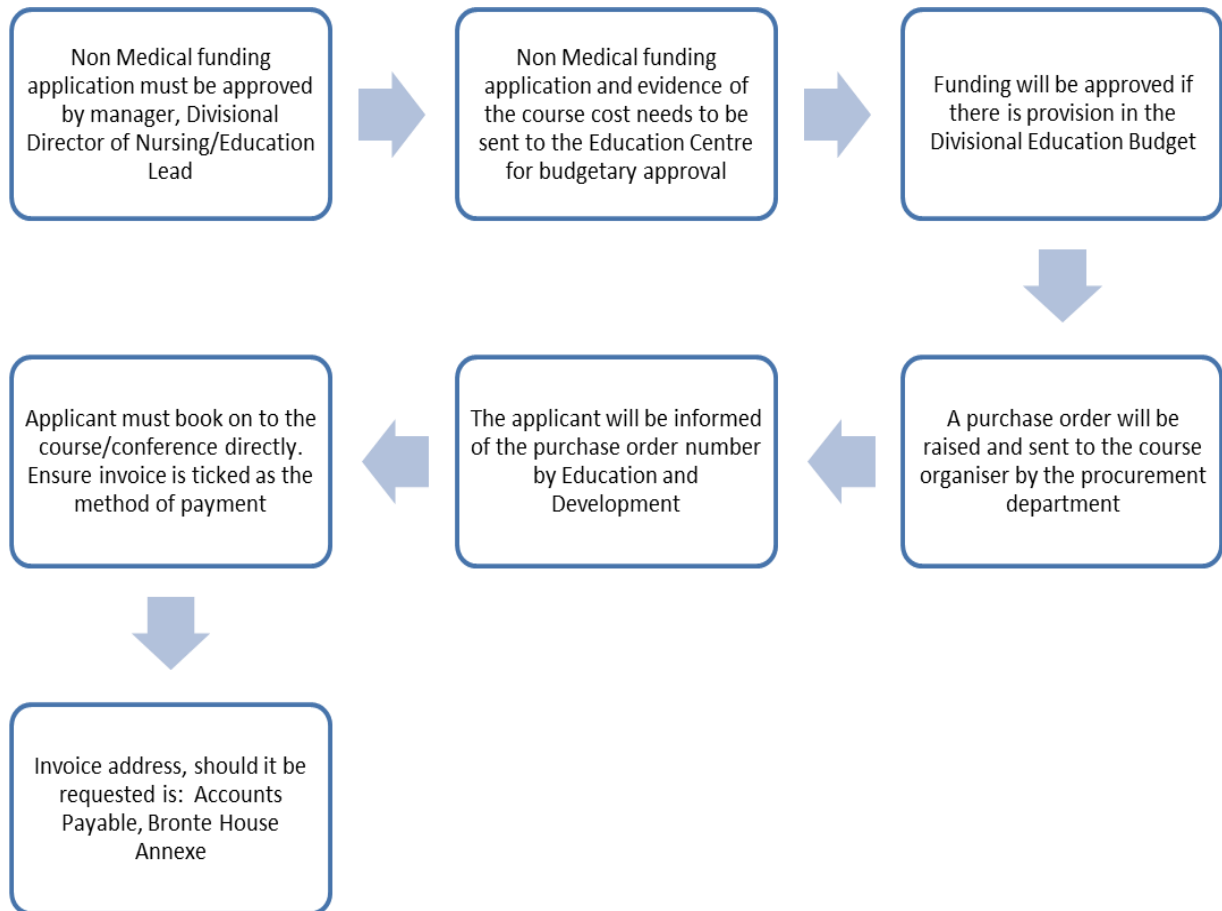 Non Medical funding
application must be approved
by manager, Divisional
Director of Nursing/Education
Lead
Non Medical funding
application and evidence of
the course cost needs to be
sent to the Education Centre
for budgetary approval
Funding will be approved if
there is provision in the
Divisional Education Budget
A purchase order will be
raised and sent to the course
organiser by the procurement
department
The applicant will be informed
of the purchase order number
by Education and
Development
Applicant must book on to the
course/conference directly.
Ensure invoice is ticked as the
method of payment
Invoice address, should it be
requested is:  Accounts
Payable, Bronte House
Annexe